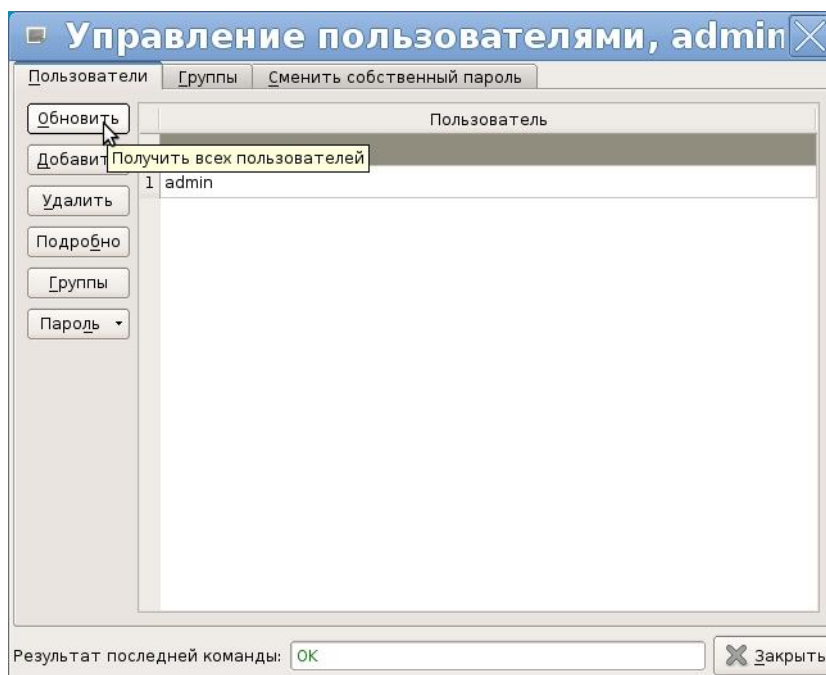 Управление пользователями, admin
Пользователи Группы Сменить собственный пароль
Обновить
Пользователь
Добавит
Получить всех пользователей
1 admin
Удалить
Подробно
Группы
Пароль
Результат последней команды: OK
Закрыть